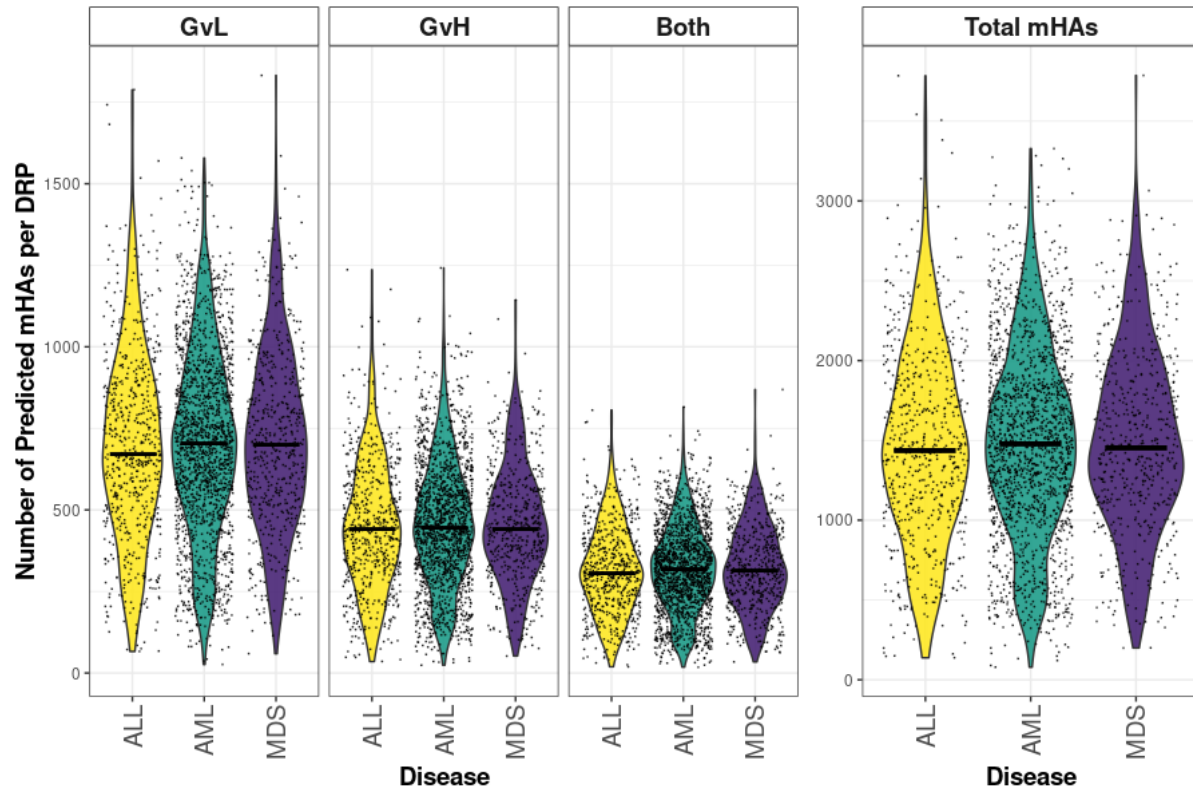 GvL GvH Both Total mHAs
Number of Predicted mHAs per DRP
1500
1000
500
0
3000
2000
1000
0
ALL AML MDS ALL AML MDS ALL AML MDS ALL AML MDS
Disease Disease